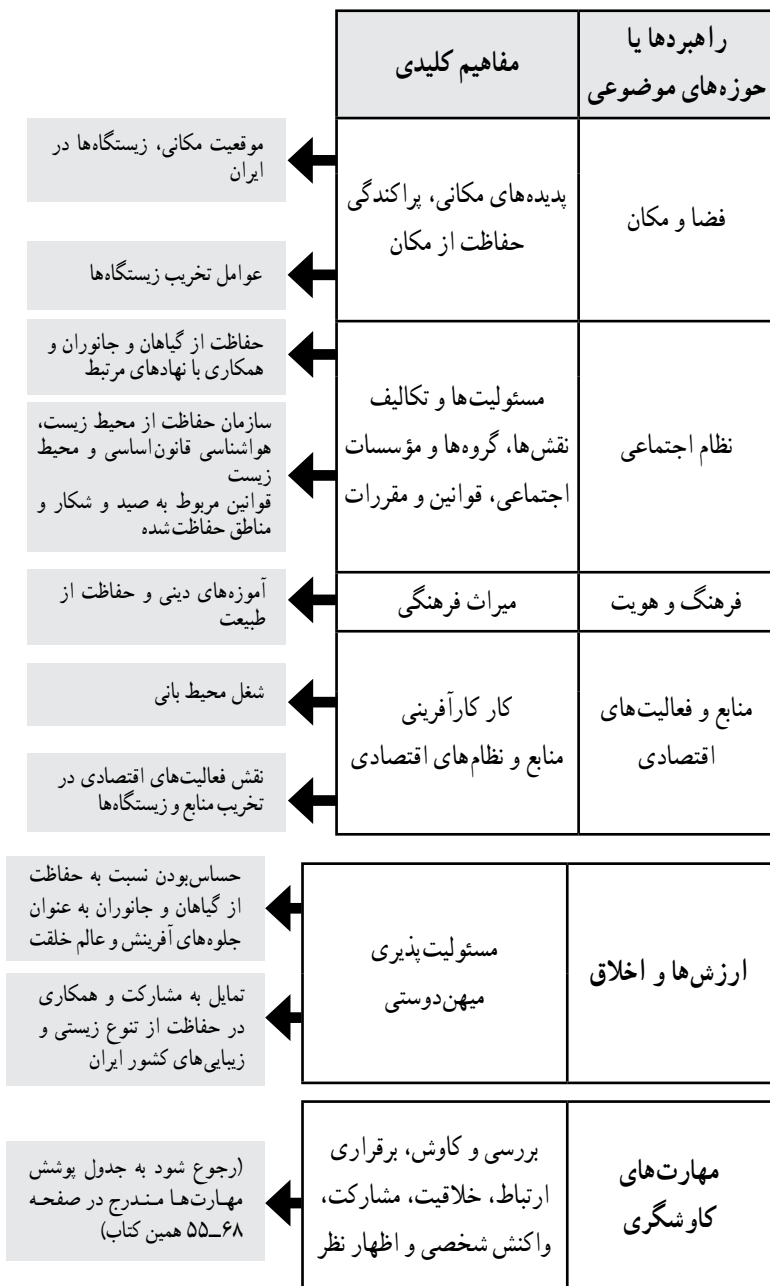 راهبردها یا
حوزه‌های موضوعی
مفاهیم کلیدی
فضا و مکان
پدیده‌های مکانی، پراکندگی
حفاظت از مکان
موقعیت مکانی، زیستگاه‌ها در
ایران
عوامل تخریب زیستگاه‌ها
نظام اجتماعی
مسئولیت‌ها و تکالیف
نقش‌ها، گروه‌ها و مؤسسات
اجتماعی، قوانین و مقررات
حفاظت از گیاهان و جانوران و
همکاری با نهادهای مرتبط
سازمان حفاظت از محیط زیست،
هواشناسی قانون‌اساسی و محیط
زیست
قوانین مربوط به صید و شکار و
مناطق حفاظت‌شده
فرهنگ و هویت
میراث فرهنگی
آموزه‌های دینی و حفاظت از
طبیعت
منابع و فعالیت‌های
اقتصادی
کار کارآفرینی
منابع و نظام‌های اقتصادی
شغل محیط بانی
نقش فعالیت‌های اقتصادی در
تخریب منابع و زیستگاه‌ها
ارزش‌ها و اخلاق
مسئولیت‌پذیری
میهن‌دوستی
حساس‌بودن نسبت به حفاظت
از گیاهان و جانوران به عنوان
جلوه‌های آفرینش و عالم خلقت
تمایل به مشارکت و همکاری
در حفاظت از تنوع زیستی و
زیبایی‌های کشور ایران
مهارت‌های
کاوشگری
بررسی و کاوش، برقراری
ارتباط، خلاقیت، مشارکت،
واکنش شخصی و اظهار نظر
(رجوع شود به جدول پوشش
مهارت‌ها مندرج در صفحه
۶۸ــ۵۵ همین کتاب)